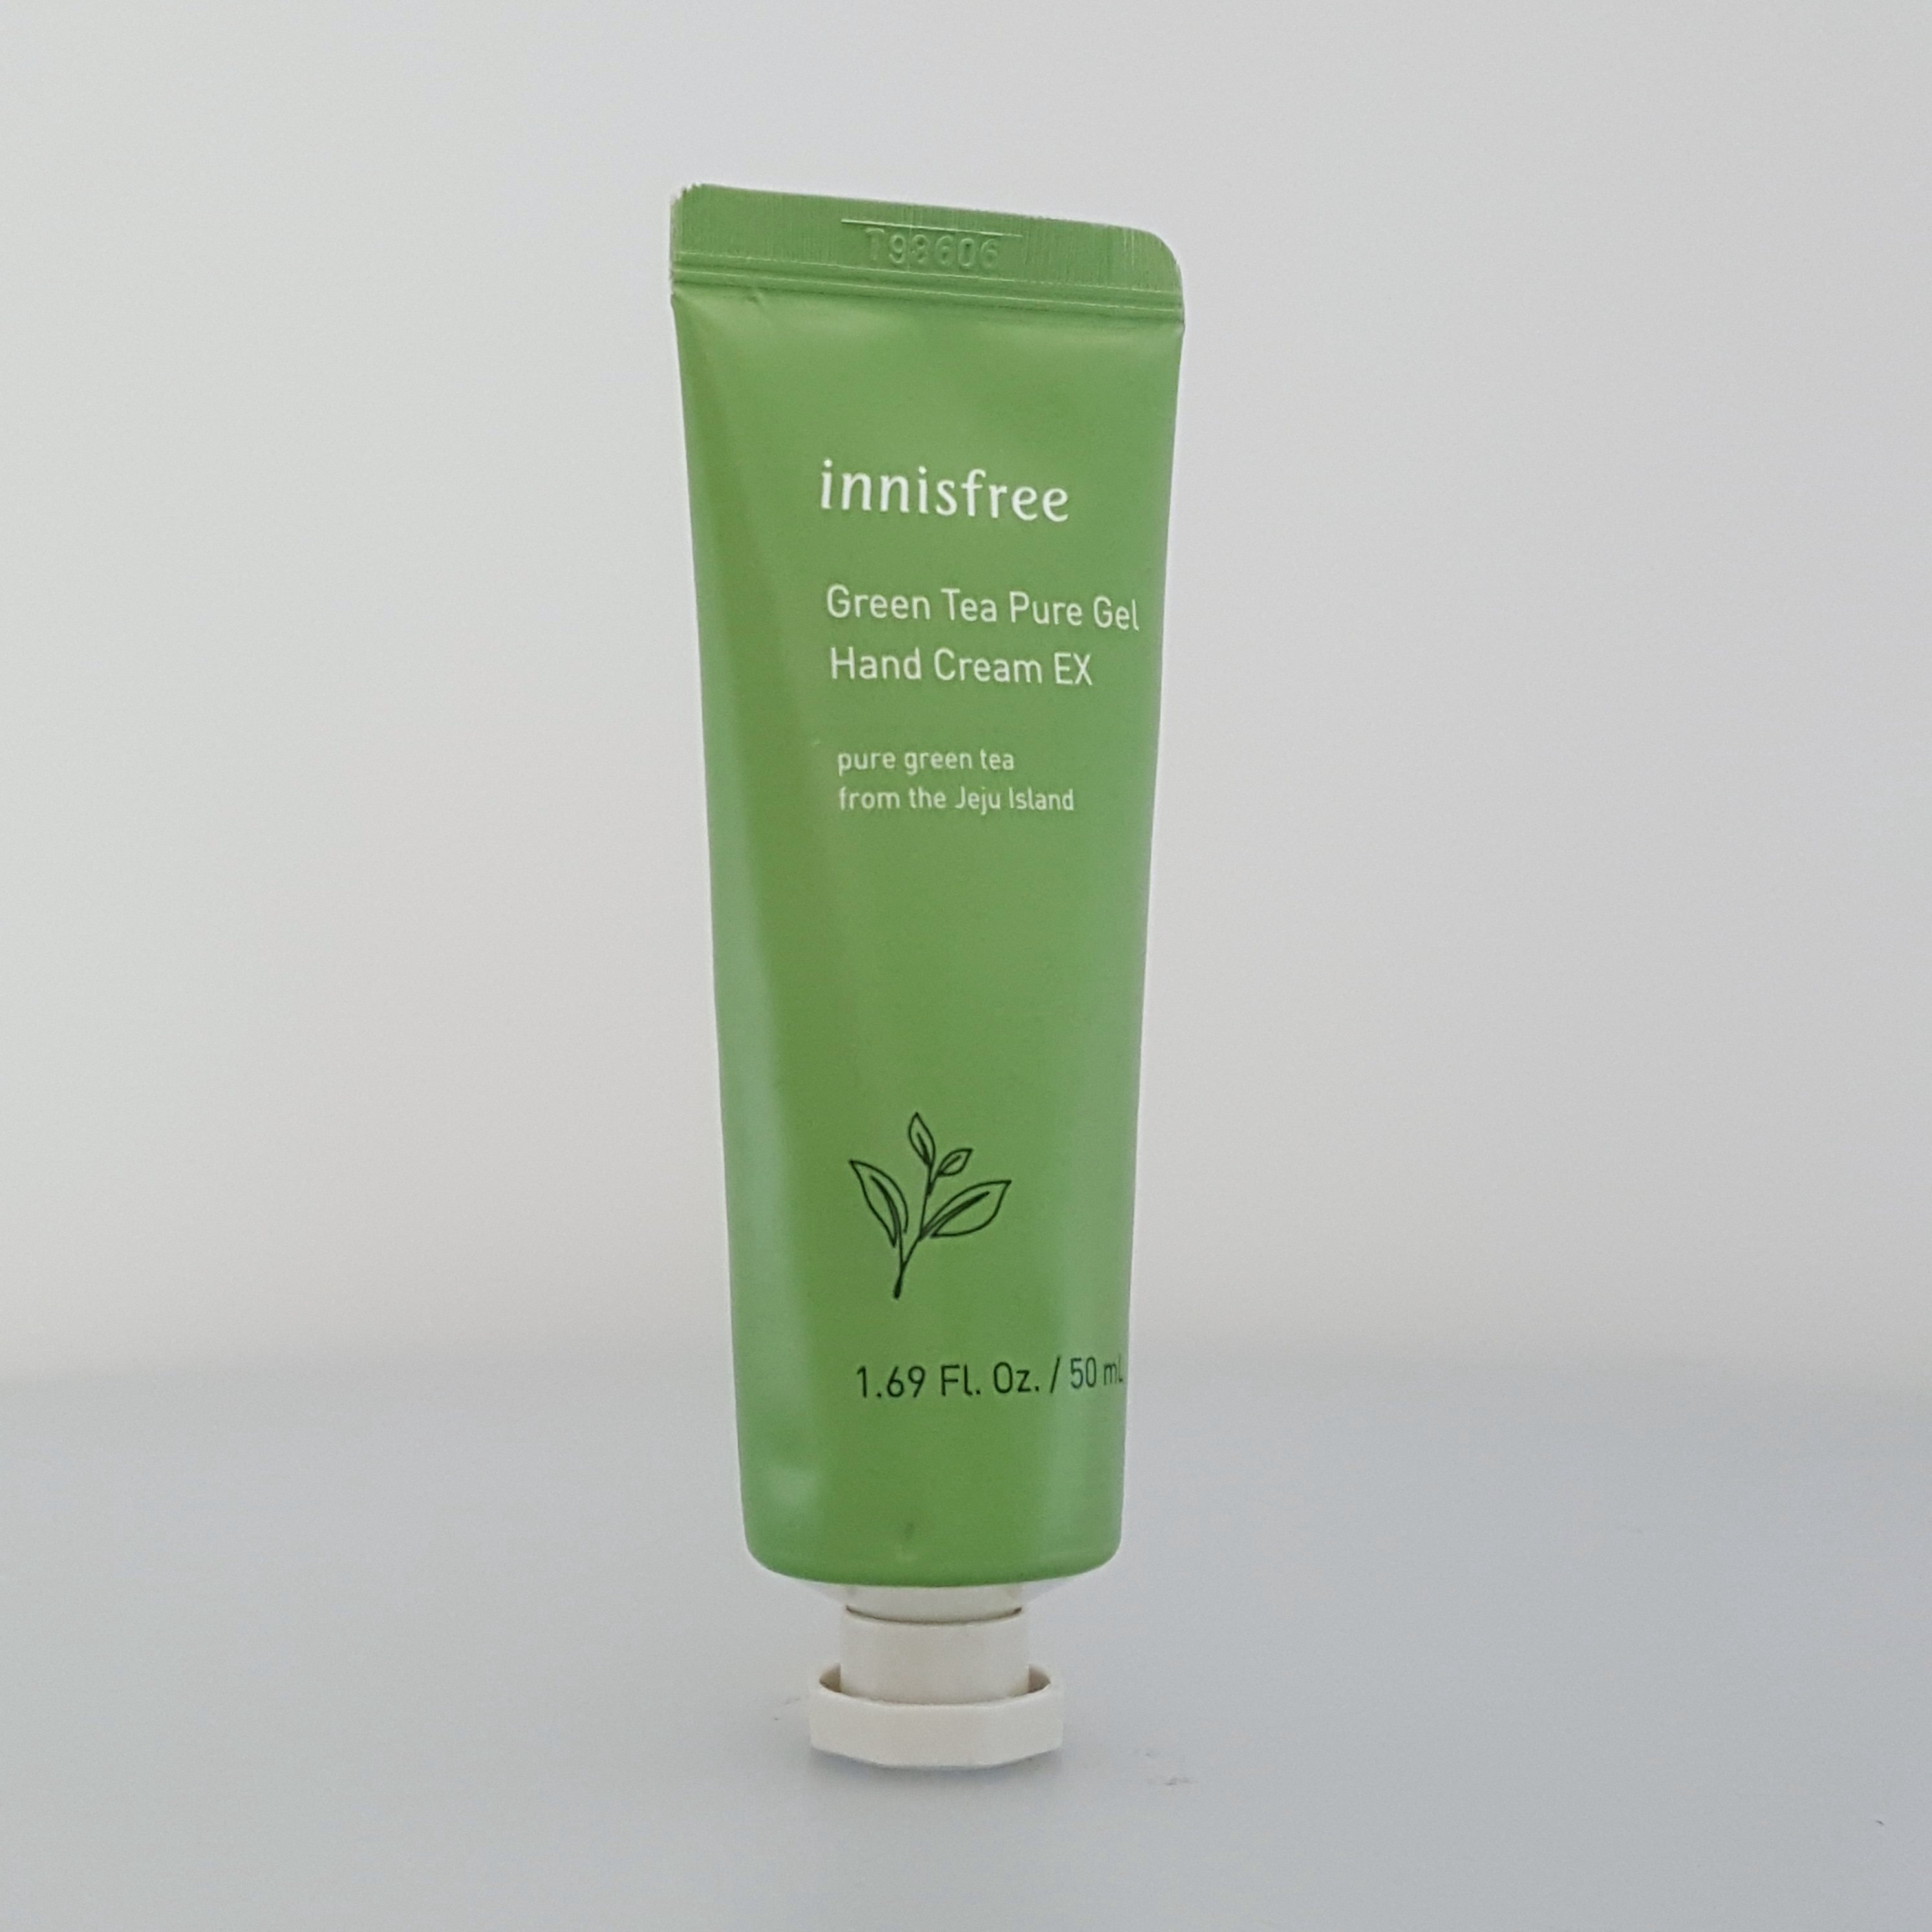 T98606
innisfree
Green Tea Pure Gel
Hand Cream EX
pure green tea
from the Jeju Island
1.69 Fl. Oz. / 50 mL